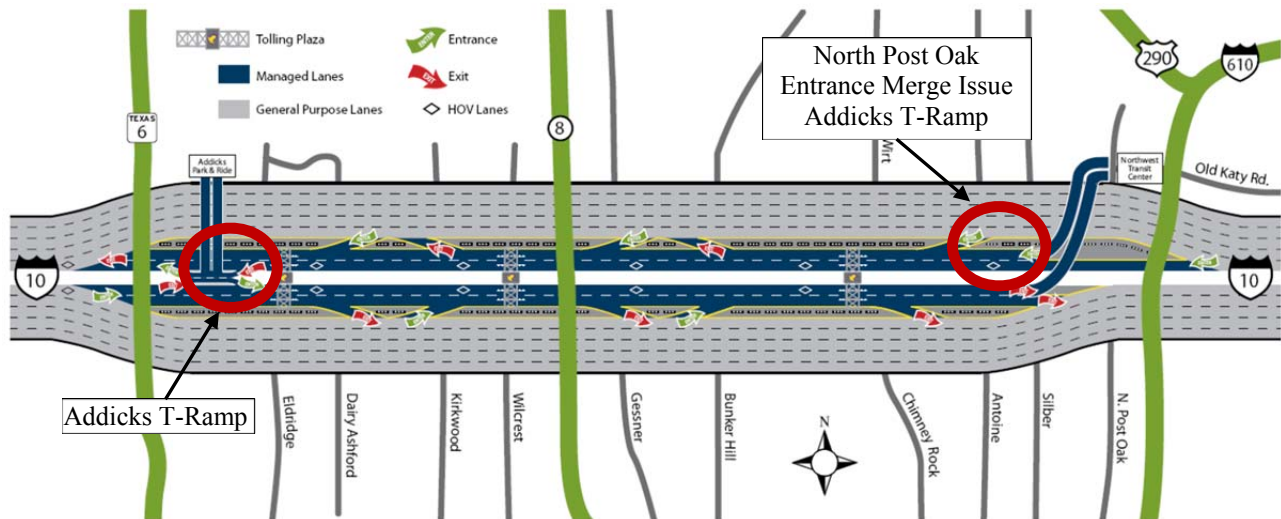 Tolling Plaza
ENTER Entrance
Managed Lanes
EXIT Exit
General Purpose Lanes
HOV Lanes
North Post Oak
Entrance Merge Issue
Addicks T-Ramp
TEXAS
6
8
290
610
Wirt
Addicks
Park & Ride
Northwest
Transit
Center
Old Katy Rd.
10
10
Addicks T-Ramp
Eldridge
Dairy Ashford
Kirkwood
Wilcrest
Gessner
Bunker Hill
Chimney Rock
Antoine
Silber
N. Post Oak
N